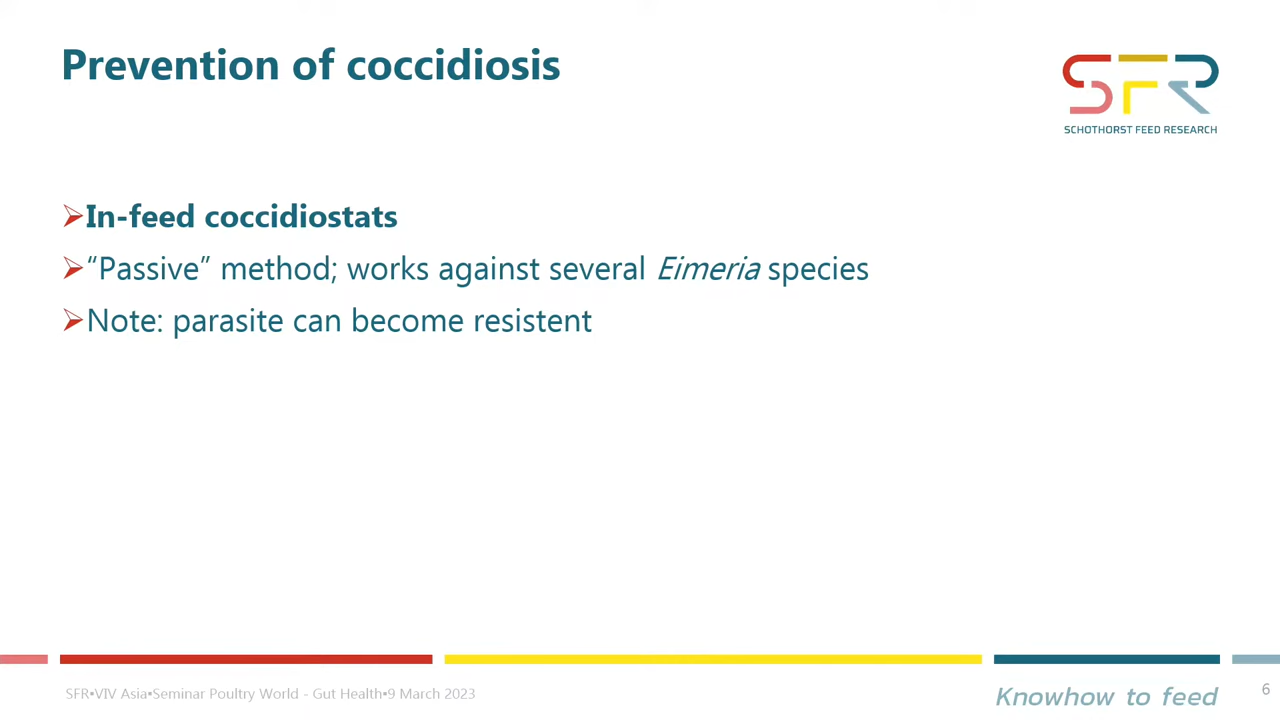 Prevention of coccidiosis
SFR
SCHOTHORST FEED RESEARCH
In-feed coccidiostats
“Passive” method; works against several Eimeria species
Note: parasite can become resistent
SFR•VIV Asia•Seminar Poultry World - Gut Health•9 March 2023
Knowhow to feed
6